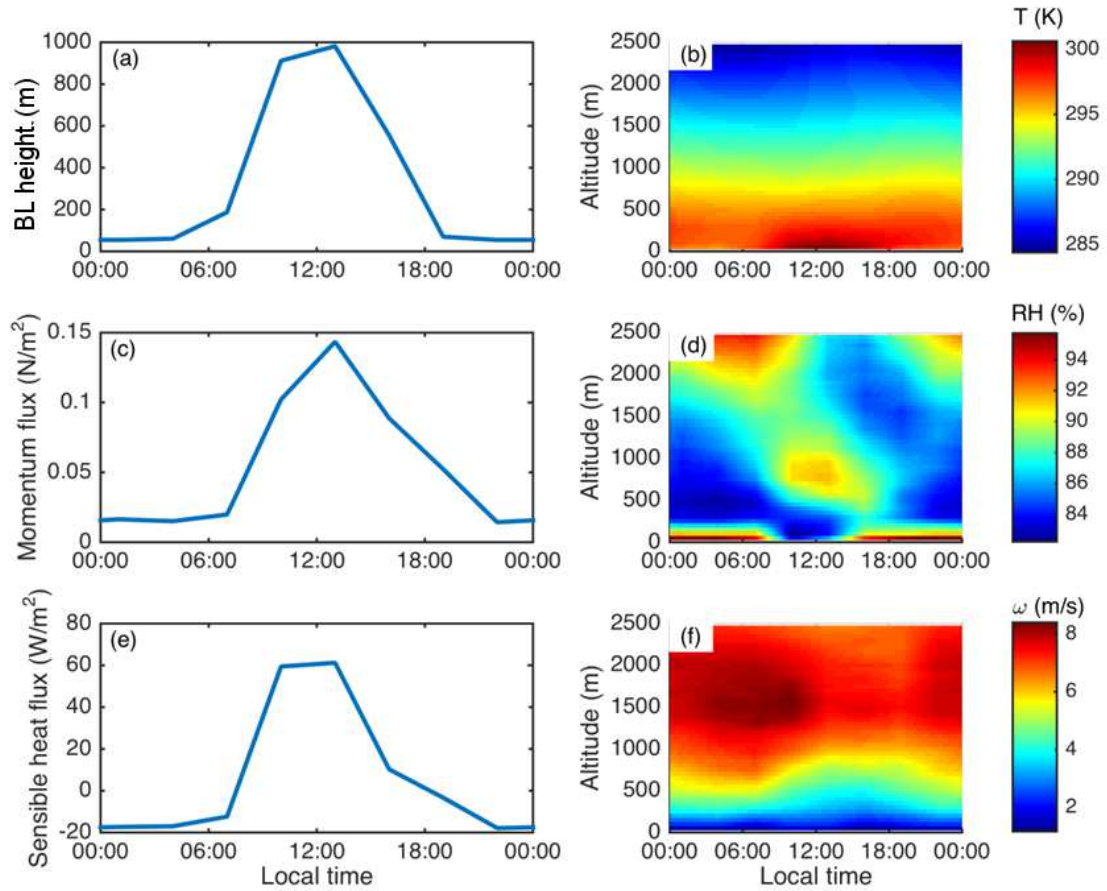 (a)
BL height (m)
1000
800
600
400
200
0
00:00 06:00 12:00 18:00 00:00
(b)
Altitude (m)
2500
2000
1500
1000
500
0
00:00 06:00 12:00 18:00 00:00
T (K)
300
295
290
285
(c)
Momentum flux (N/m²)
0.15
0.1
0.05
0
00:00 06:00 12:00 18:00 00:00
(d)
Altitude (m)
2500
2000
1500
1000
500
0
00:00 06:00 12:00 18:00 00:00
RH (%)
94
92
90
88
86
84
(e)
Sensible heat flux (W/m²)
80
60
40
20
0
-20
00:00 06:00 12:00 18:00 00:00
Local time
(f)
Altitude (m)
2500
2000
1500
1000
500
0
00:00 06:00 12:00 18:00 00:00
Local time
ω (m/s)
8
6
4
2